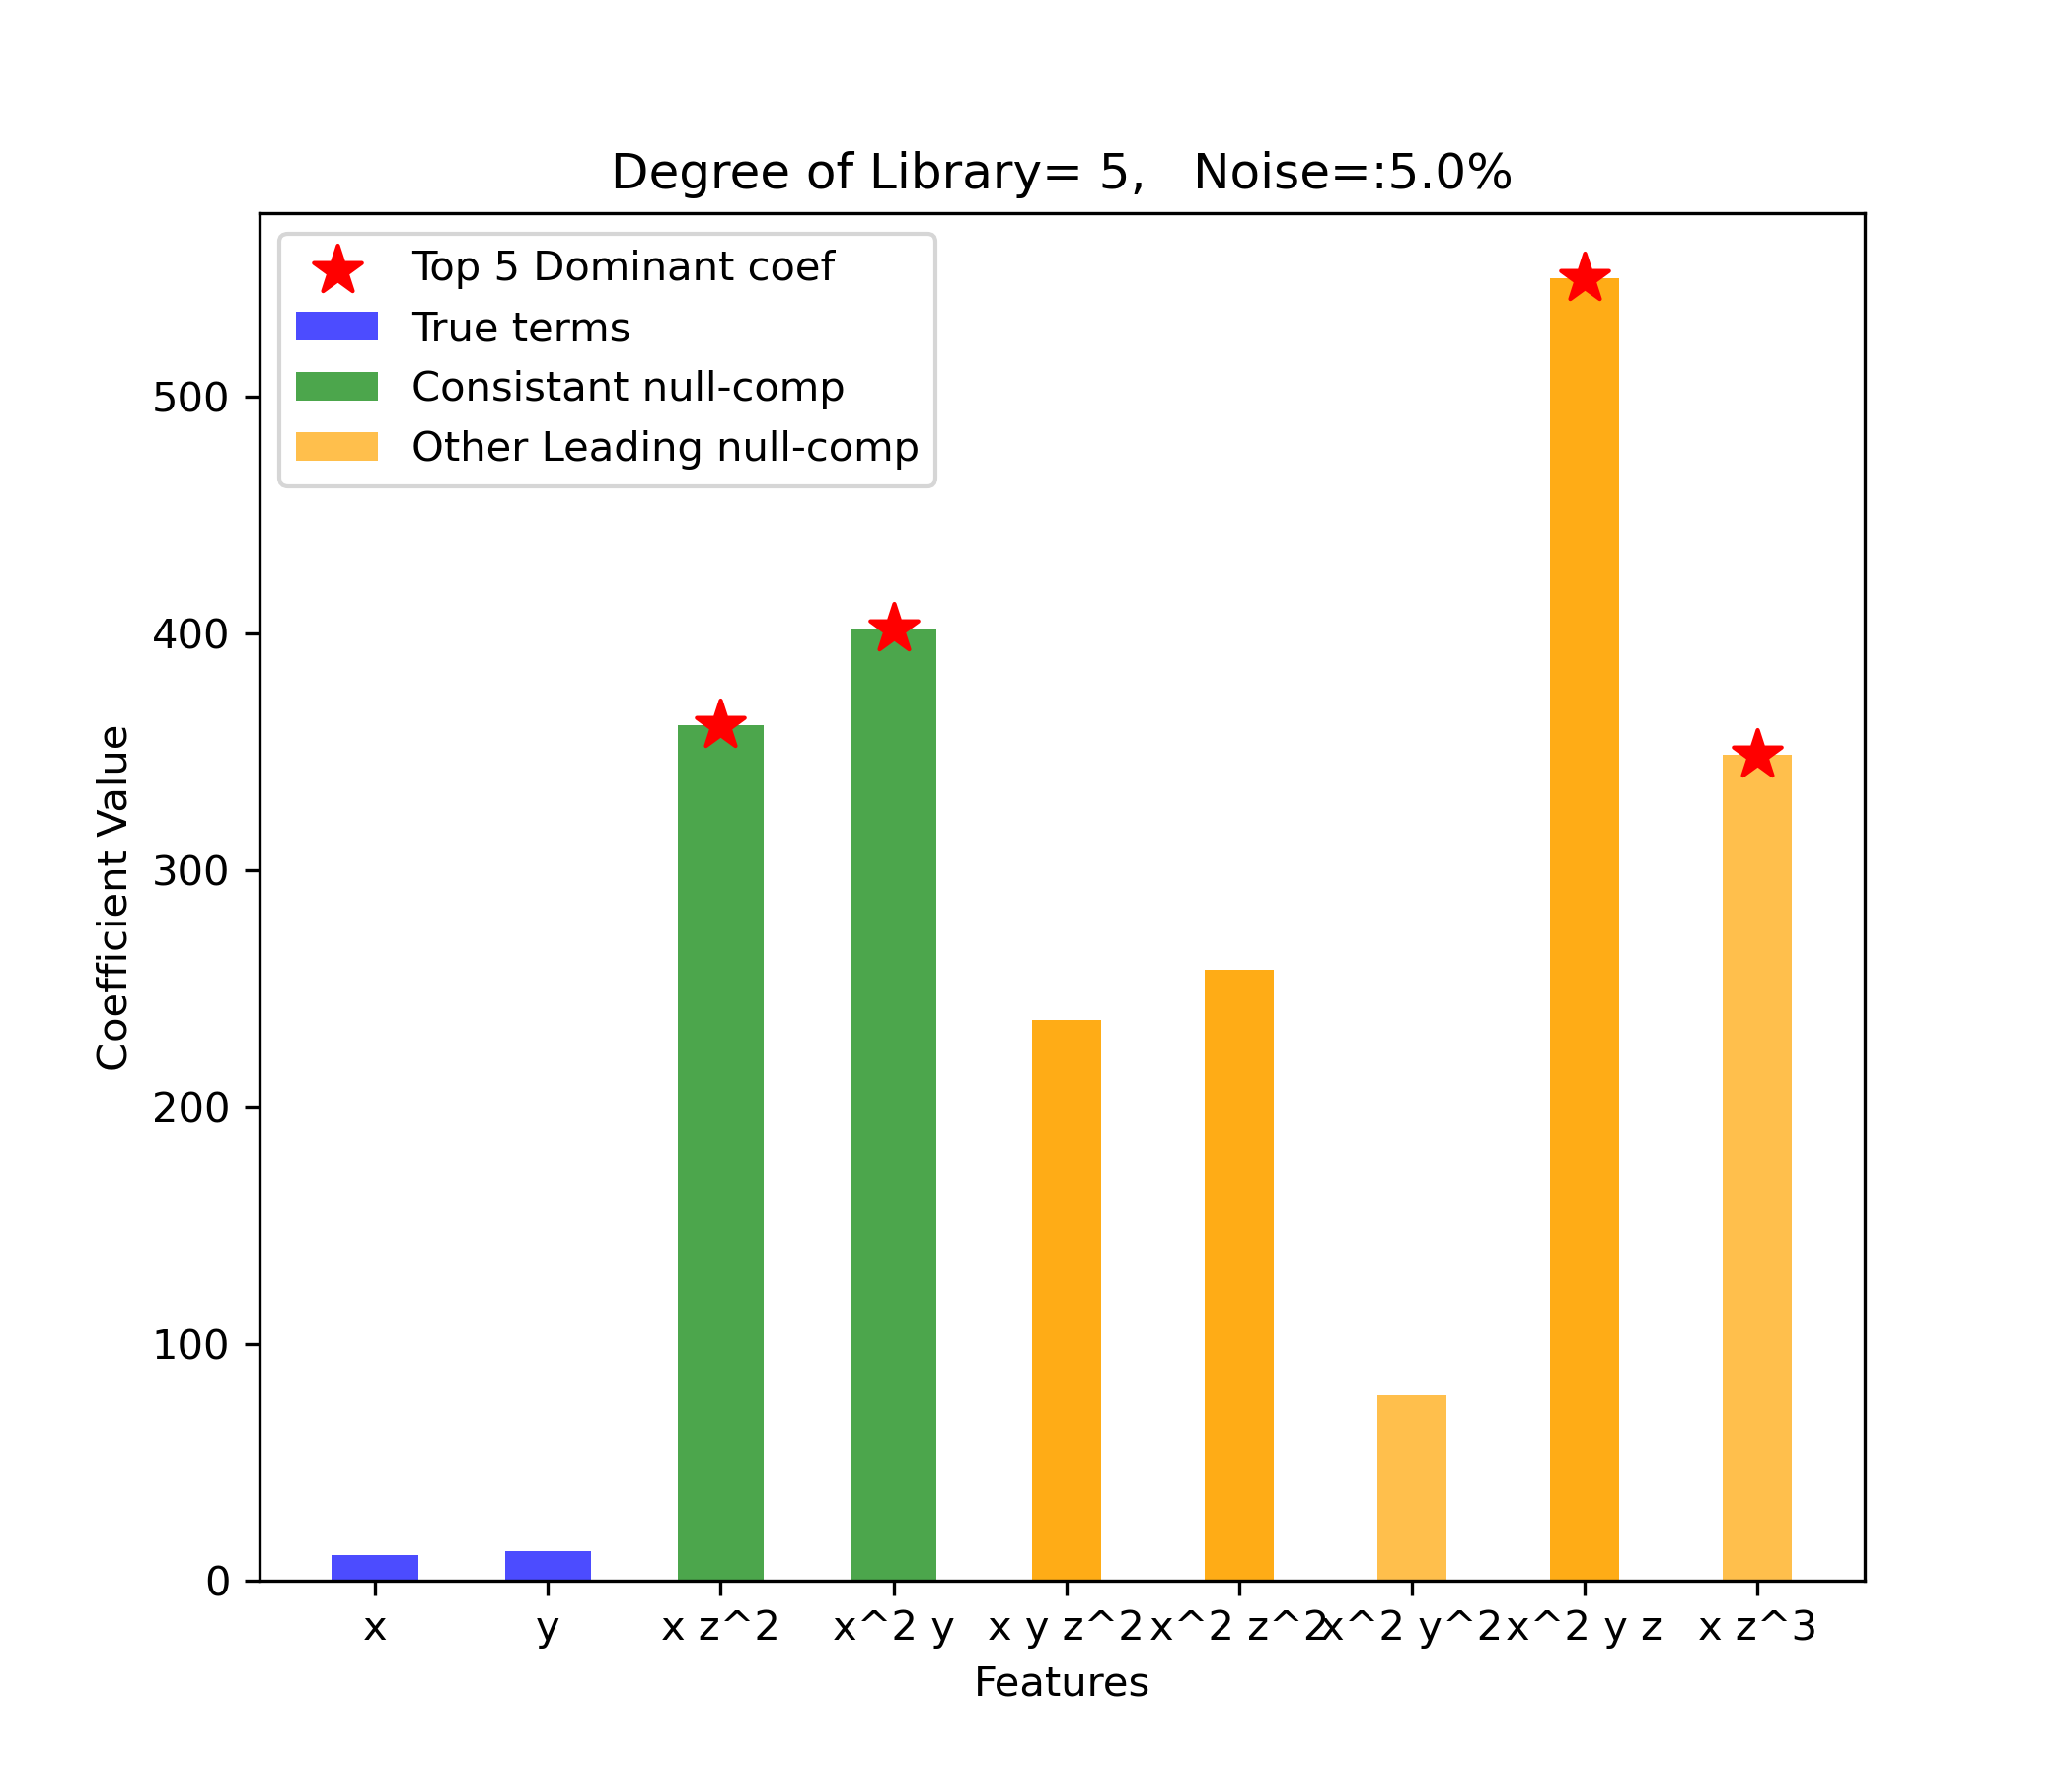 Degree of Library= 5,   Noise=:5.0%
Top 5 Dominant coef
True terms
Consistant null-comp
Other Leading null-comp
Coefficient Value
500
400
300
200
100
0
x y x z^2 x^2 y x y z^2 x^2 z^2 x^2 y^2 x^2 y z x z^3
Features